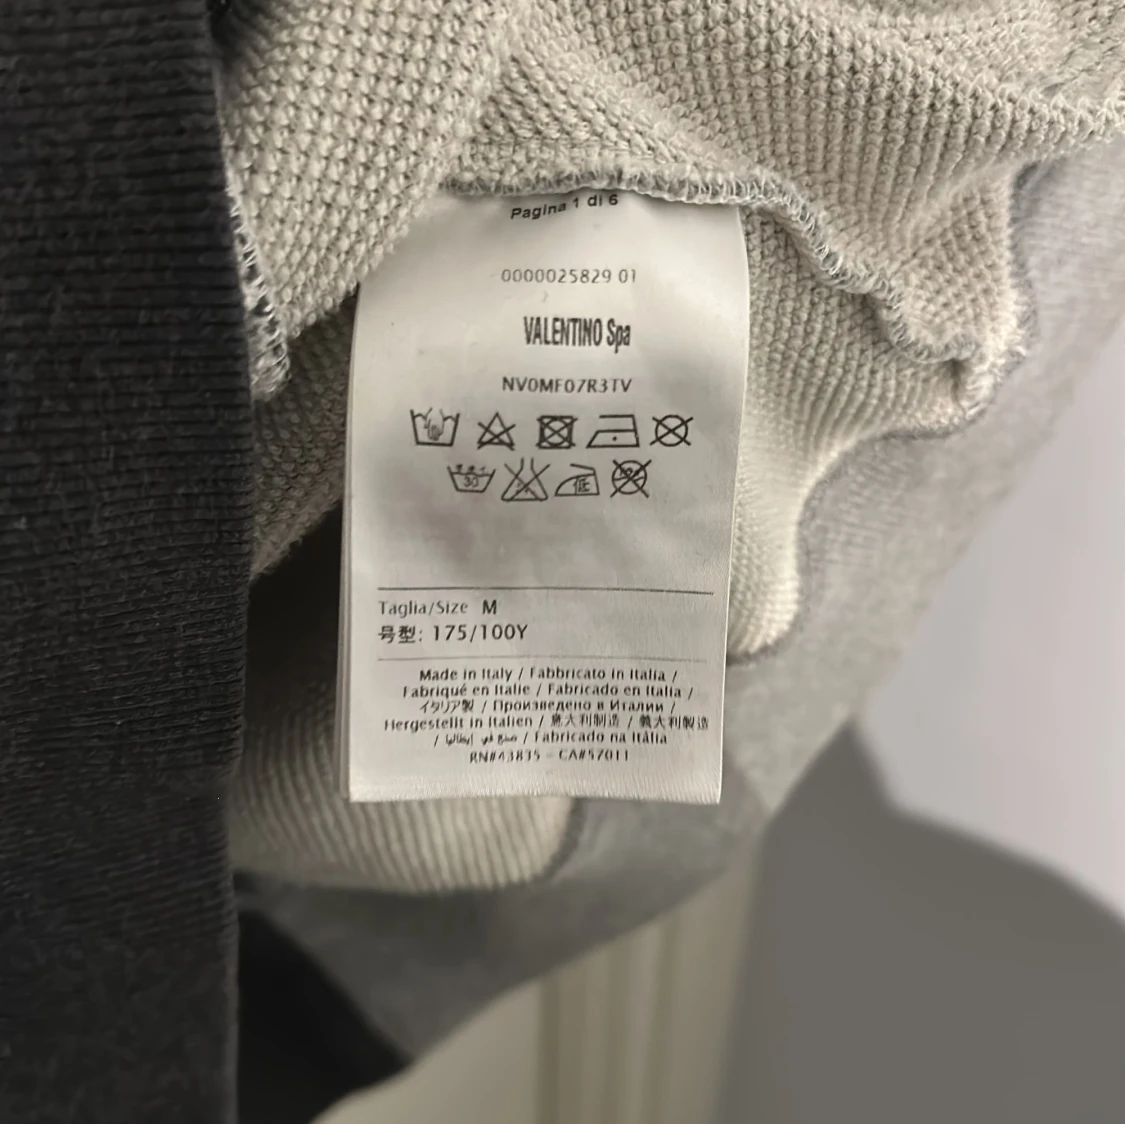 Pagina 1 di 6
0000025829 01
VALENTINO Spa
NV0MF07R3TV
30
低
Taglia/Size M
号型: 175/100Y
Made in Italy / Fabbricato in Italia /
Fabriqué en Italie / Fabricado en Italia /
イタリア製 / Произведено в Италии /
Hergestellt in Italien / 意大利制造 / 義大利製造
/ صنع في إيطاليا / Fabricado na Itália
RN#43835 - CA#57011